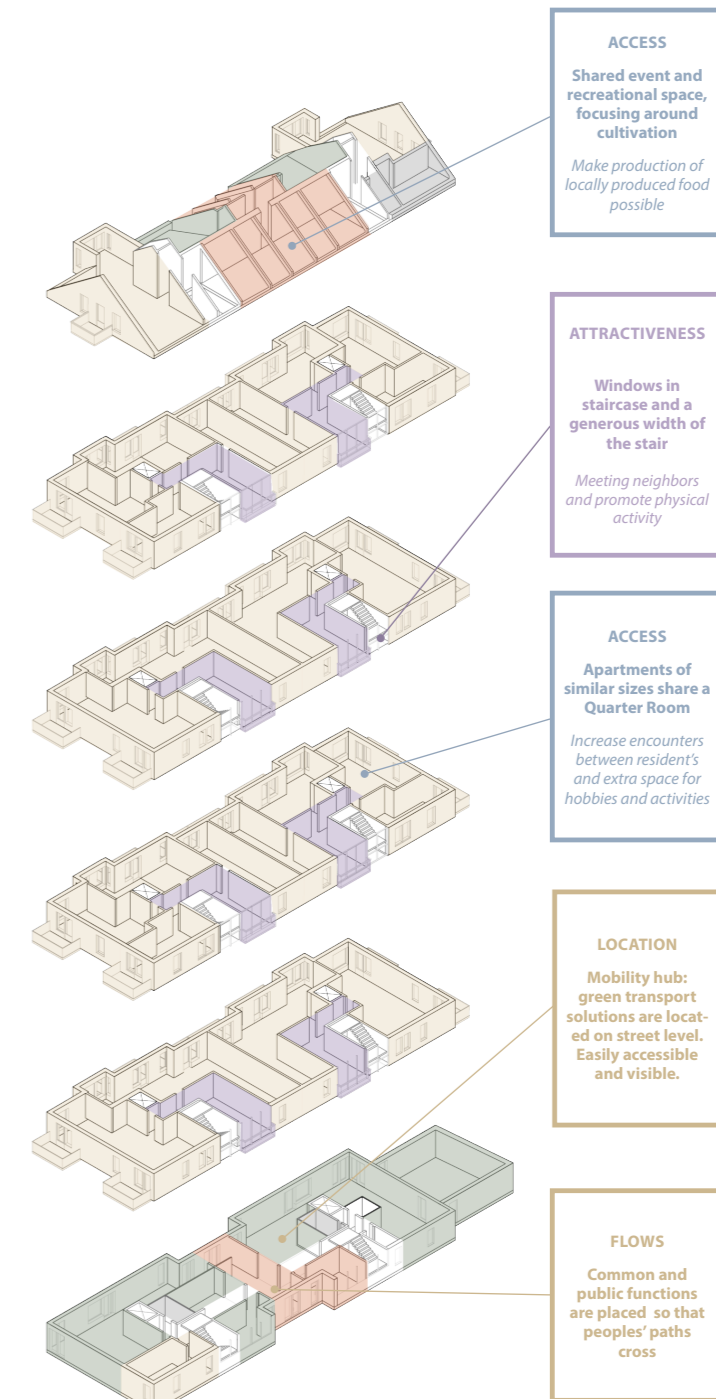 ACCESS
Shared event and
recreational space,
focusing around
cultivation
Make production of
locally produced food
possible
ATTRACTIVENESS
Windows in
staircase and a
generous width of
the stair
Meeting neighbors
and promote physical
activity
ACCESS
Apartments of
similar sizes share a
Quarter Room
Increase encounters
between resident's
and extra space for
hobbies and activities
LOCATION
Mobility hub:
green transport
solutions are locat-
ed on street level.
Easily accessible
and visible.
FLOWS
Common and
public functions
are placed so that
peoples' paths
cross